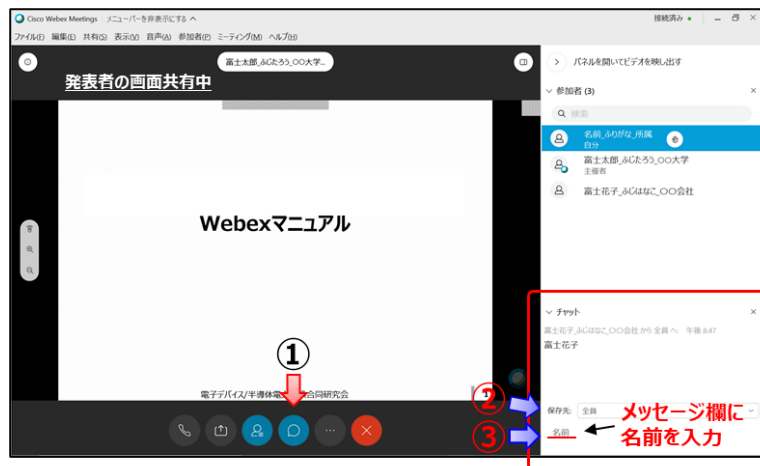 Cisco Webex Meetings メニューバーを非表示にする へ
接続済み
ファイル(F) 編集(E) 共有(S) 表示(V) 音声(A) 参加者(P) ミーティング(M) ヘルプ(H)
富士太郎_ふじたろう_〇〇大学...
発表者の画面共有中
Webexマニュアル
電子デバイス/半導体電
合同研究会
1
①
パネルを開いてビデオを映し出す
参加者 (3)
検索
名前_ふりがな_所属
自分
富士太郎_ふじたろう_〇〇大学
主催者
富士花子_ふじはなこ_〇〇会社
チャット
富士花子_ふじはなこ_〇〇会社 から 全員 へ: 午後 8:47
富士花子
②
保存先: 全員
③
名前
メッセージ欄に
名前を入力